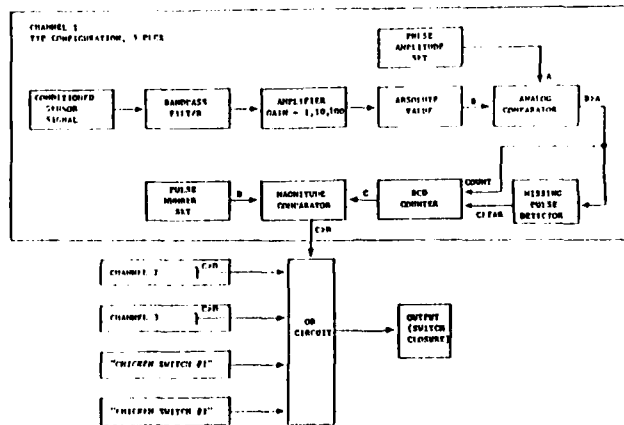 CHANNEL 1
TYP CONFIGURATION, 3 PLCS
PULSE
AMPLITUDE
SET
A
CONDITIONED
SENSOR
SIGNAL
BANDPASS
FILTER
AMPLIFIER
GAIN = 1,10,100
ABSOLUTE
VALUE
B
ANALOG
COMPARATOR
B>A
PULSE
NUMBER
SET
D
MAGNITUDE
COMPARATOR
C
BCD
COUNTER
COUNT
CLEAR
MISSING
PULSE
DETECTOR
CHANNEL 2
CHANNEL 3
"CHICKEN SWITCH
"CHICKEN SWITCH
OR
CIRCUIT
OUTPUT
(SWITCH
CLOSURE)